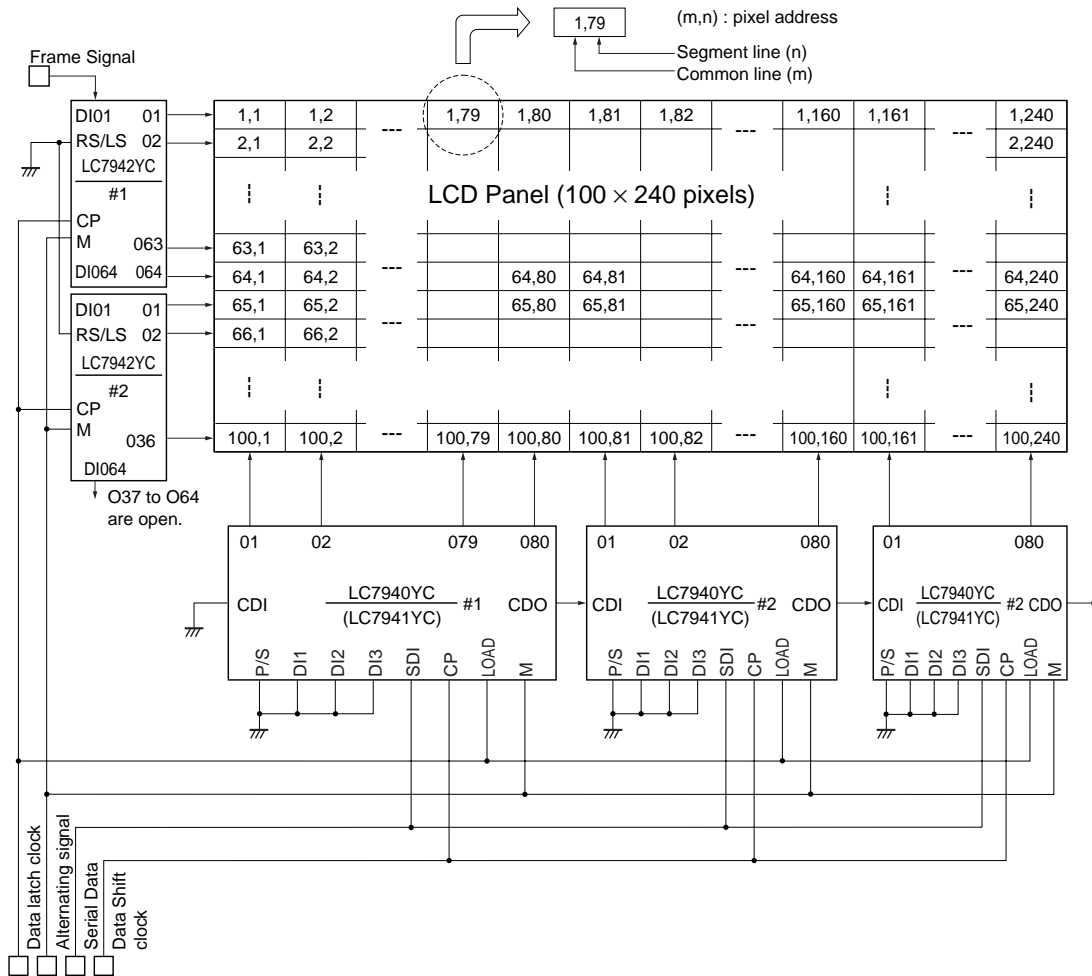 1,79
(m,n) : pixel address
Segment line (n)
Common line (m)
Frame Signal
DI01 01
RS/LS 02
LC7942YC
#1
CP
M 063
DI064 064
DI01 01
RS/LS 02
LC7942YC
#2
CP
M
036
DI064
O37 to O64
are open.
1,1 1,2 --- 1,79 1,80 1,81 1,82 --- 1,160 1,161 --- 1,240
2,1 2,2 2,240
LCD Panel (100 × 240 pixels)
63,1 63,2
64,1 64,2 --- 64,80 64,81 --- 64,160 64,161 --- 64,240
65,1 65,2 65,80 65,81 65,160 65,161 65,240
66,1 66,2 --- --- --- ---
100,1 100,2 --- 100,79 100,80 100,81 100,82 --- 100,160 100,161 --- 100,240
01 02 079 080
CDI LC7940YC #1 CDO
(LC7941YC)
P/S DI1 DI2 DI3 SDI CP LOAD M
01 02 080
CDI LC7940YC #2 CDO
(LC7941YC)
P/S DI1 DI2 DI3 SDI CP LOAD M
01 080
CDI LC7940YC #2 CDO
(LC7941YC)
P/S DI1 DI2 DI3 SDI CP LOAD M
Data latch clock
Alternating signal
Serial Data
Data Shift
clock